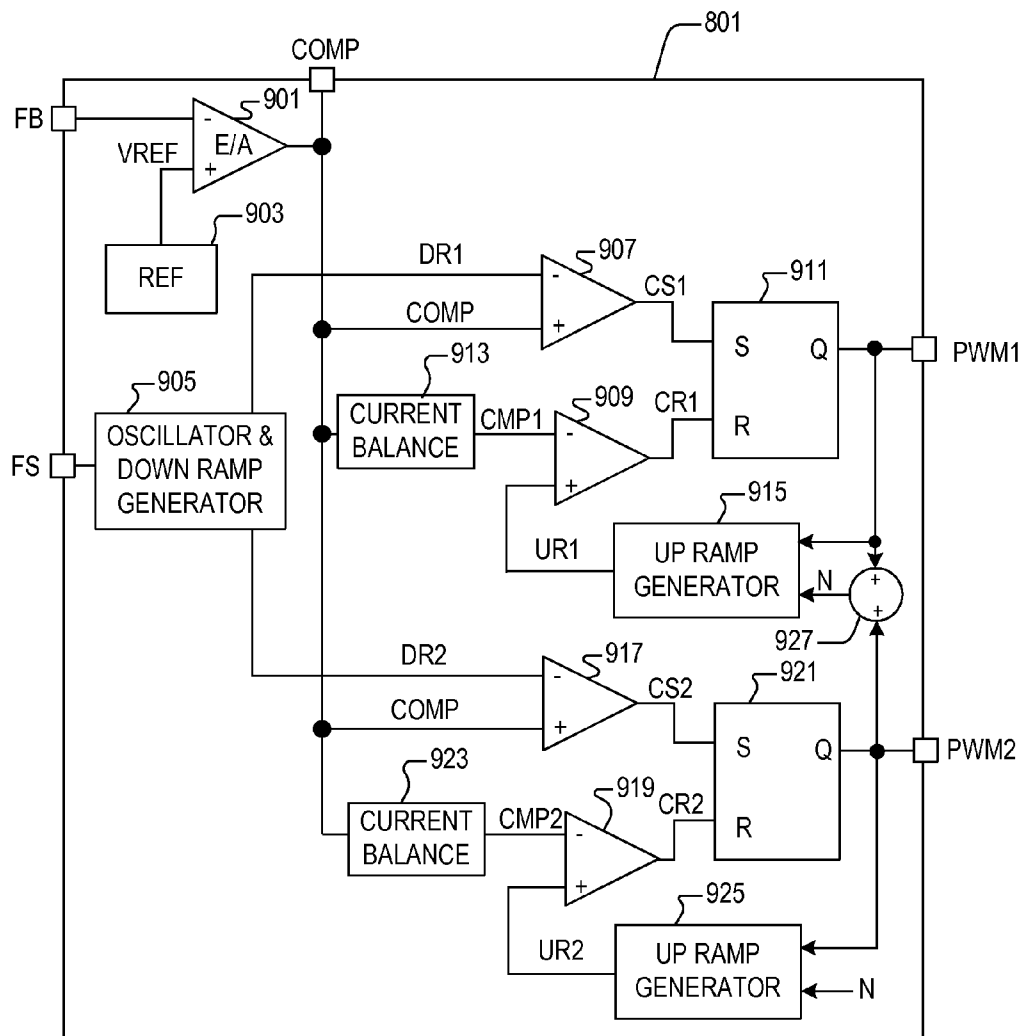 801
COMP
FB
-
901
E/A
VREF
+
903
REF
DR1
-
907
CS1
911
COMP
+
S
Q
PWM1
913
905
CURRENT
BALANCE
CMP1
-
909
CR1
R
OSCILLATOR &
DOWN RAMP
GENERATOR
FS
+
915
UR1
UP RAMP
GENERATOR
N
+
+
927
DR2
-
917
CS2
921
COMP
+
S
Q
PWM2
923
919
CR2
CURRENT
BALANCE
CMP2
-
R
+
925
UR2
UP RAMP
GENERATOR
N